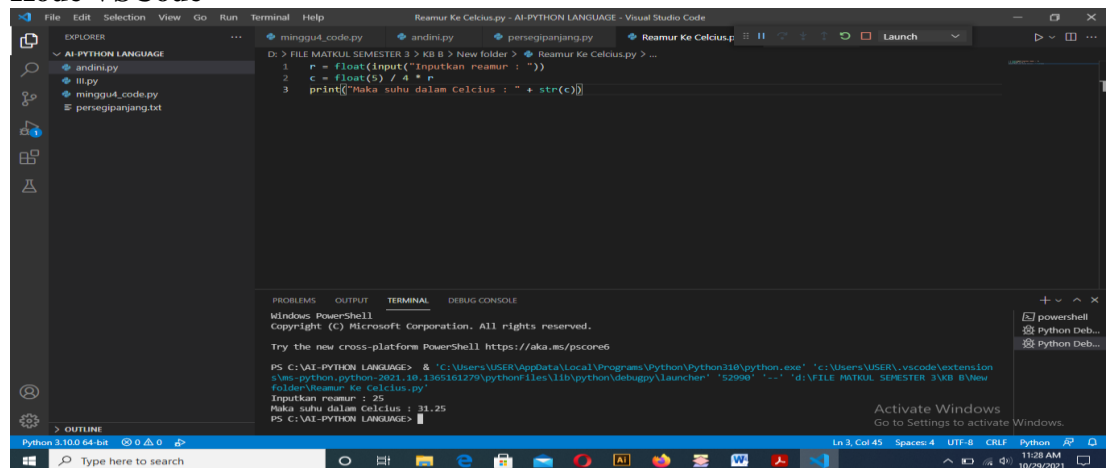 File Edit Selection View Go Run Terminal Help Reamur Ke Celcius.py - AI-PYTHON LANGUAGE - Visual Studio Code
EXPLORER
AI-PYTHON LANGUAGE
andini.py
III.py
minggu4_code.py
persegipanjang.txt
OUTLINE
minggu4_code.py andini.py persegipanjang.py Reamur Ke Celcius.p Launch
D: > FILE MATKUL SEMESTER 3 > KB B > New folder > Reamur Ke Celcius.py > ...
1 r = float(input("Inputkan reamur : "))
2 c = float(5) / 4 * r
3 print("Maka suhu dalam Celcius : " + str(c))
PROBLEMS OUTPUT TERMINAL DEBUG CONSOLE
Windows PowerShell
Copyright (C) Microsoft Corporation. All rights reserved.
Try the new cross-platform PowerShell https://aka.ms/pscore6
PS C:\AI-PYTHON LANGUAGE> & 'C:\Users\USER\AppData\Local\Programs\Python\Python310\python.exe' 'c:\Users\USER\.vscode\extension
s\ms-python.python-2021.10.1365161279\pythonFiles\lib\python\debugpy\launcher' '52990' '--' 'd:\FILE MATKUL SEMESTER 3\KB B\New
folder\Reamur Ke Celcius.py'
Inputkan reamur : 25
Maka suhu dalam Celcius : 31.25
PS C:\AI-PYTHON LANGUAGE>
powershell
Python Deb...
Python Deb...
Activate Windows
Go to Settings to activate Windows.
Python 3.10.0 64-bit 0 0 Ln 3, Col 45 Spaces: 4 UTF-8 CRLF Python
Type here to search
11:28 AM
10/29/2021